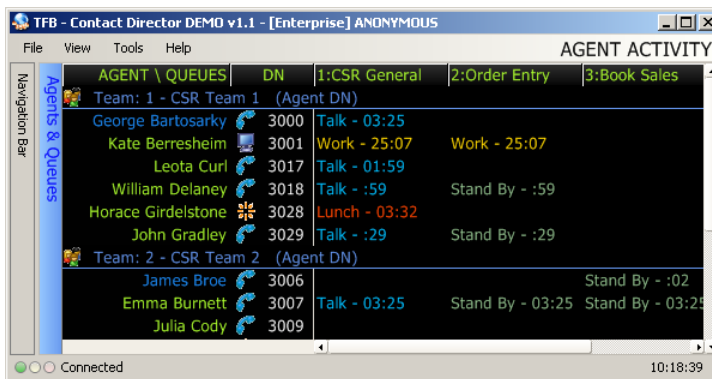 TFB - Contact Director DEMO v1.1 - [Enterprise] ANONYMOUS
File View Tools Help AGENT ACTIVITY
Navigation Bar
Agents & Queues
AGENT \ QUEUES DN 1:CSR General 2:Order Entry 3:Book Sales
Team: 1 - CSR Team 1 (Agent DN)
George Bartosarky 3000 Talk - 03:25
Kate Berresheim 3001 Work - 25:07 Work - 25:07
Leota Curl 3017 Talk - 01:59
William Delaney 3018 Talk - :59 Stand By - :59
Horace Girdelstone 3028 Lunch - 03:32
John Gradley 3029 Talk - :29 Stand By - :29
Team: 2 - CSR Team 2 (Agent DN)
James Broe 3006 Stand By - :02
Emma Burnett 3007 Talk - 03:25 Stand By - 03:25 Stand By - 03:25
Julia Cody 3009
Connected 10:18:39